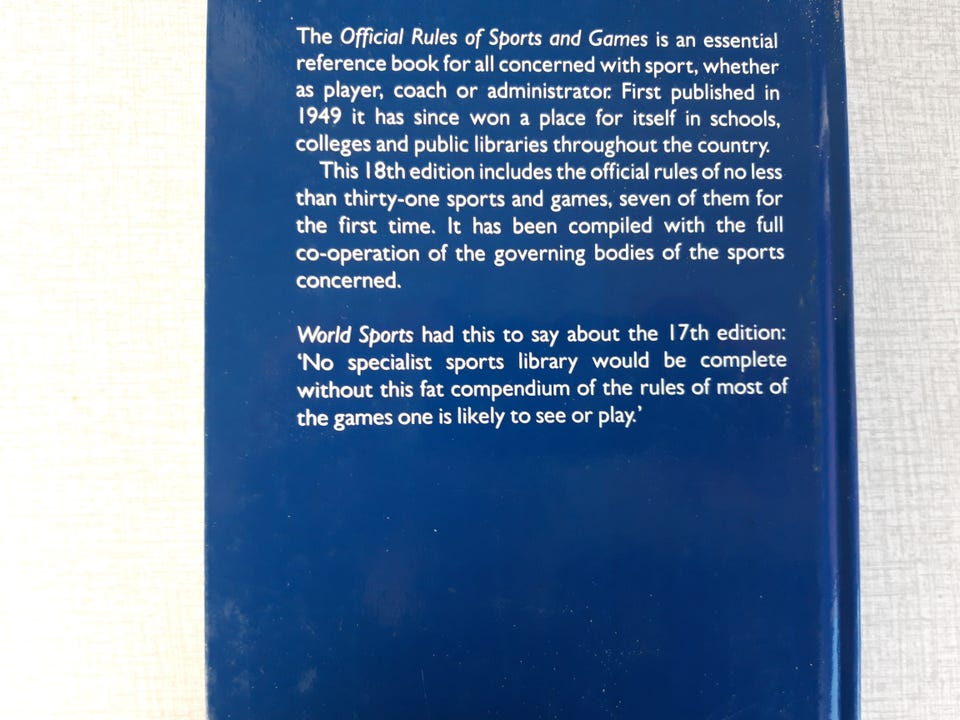 The Official Rules of Sports and Games is an essential
reference book for all concerned with sport, whether
as player, coach or administrator. First published in
1949 it has since won a place for itself in schools,
colleges and public libraries throughout the country.
This 18th edition includes the official rules of no less
than thirty-one sports and games, seven of them for
the first time. It has been compiled with the full
co-operation of the governing bodies of the sports
concerned.
World Sports had this to say about the 17th edition:
‘No specialist sports library would be complete
without this fat compendium of the rules of most of
the games one is likely to see or play.’